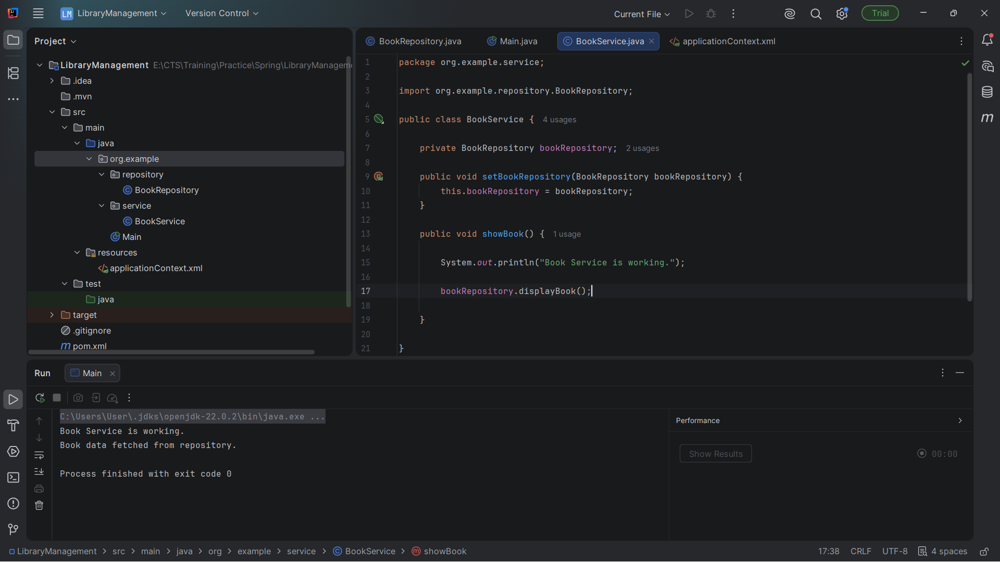 LM LibraryManagement Version Control Current File Trial
Project
LibraryManagement E:\CTS\Training\Practice\Spring\LibraryManageme
.idea
.mvn
src
main
java
org.example
repository
BookRepository
service
BookService
Main
resources
applicationContext.xml
test
java
target
.gitignore
pom.xml
BookRepository.java Main.java BookService.java applicationContext.xml
1 package org.example.service;
2
3 import org.example.repository.BookRepository;
4
5 public class BookService { 4 usages
6
7 private BookRepository bookRepository; 2 usages
8
9 public void setBookRepository(BookRepository bookRepository) {
10 this.bookRepository = bookRepository;
11 }
12
13 public void showBook() { 1 usage
14
15 System.out.println("Book Service is working.");
16
17 bookRepository.displayBook();
18
19 }
20
21 }
Run Main
C:\Users\User\.jdks\openjdk-22.0.2\bin\java.exe ...
Book Service is working.
Book data fetched from repository.
Process finished with exit code 0
Performance
Show Results 00:00
LibraryManagement > src > main > java > org > example > service > BookService > showBook 17:38 CRLF UTF-8 4 spaces